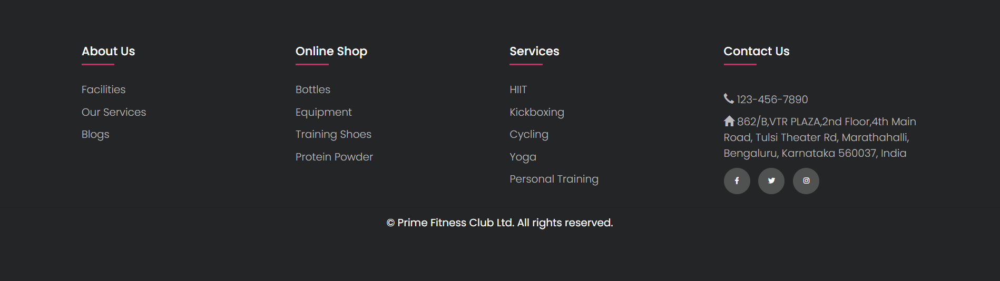 About Us
Facilities
Our Services
Blogs
Online Shop
Bottles
Equipment
Training Shoes
Protein Powder
Services
HIIT
Kickboxing
Cycling
Yoga
Personal Training
Contact Us
123-456-7890
862/B,VTR PLAZA,2nd Floor,4th Main
Road, Tulsi Theater Rd, Marathahalli,
Bengaluru, Karnataka 560037, India
© Prime Fitness Club Ltd. All rights reserved.